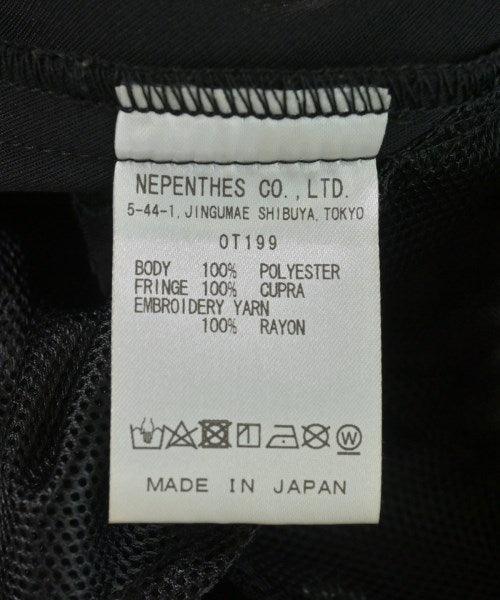 NEPENTHES CO., LTD.
5-44-1, JINGUMAE SHIBUYA, TOKYO
OT199
BODY 100% POLYESTER
FRINGE 100% CUPRA
EMBROIDERY YARN
100% RAYON
W
MADE IN JAPAN